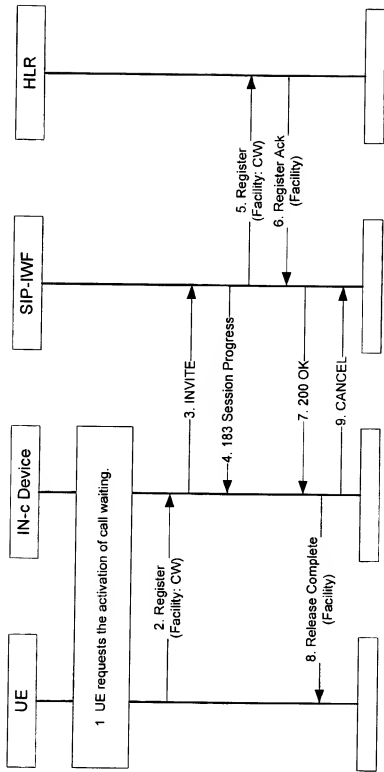 UE
IN-c Device
SIP-IWF
HLR
1 UE requests the activation of call waiting.
2. Register
(Facility: CW)
3. INVITE
4. 183 Session Progress
5. Register
(Facility: CW)
6. Register Ack
(Facility)
7. 200 OK
8. Release Complete
(Facility)
9. CANCEL